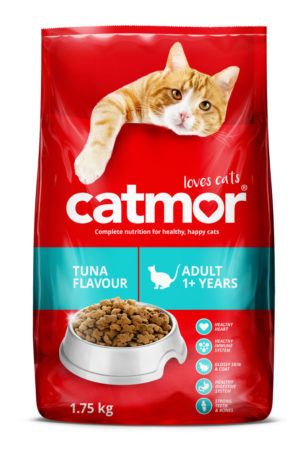 loves cats
catmor®
Complete nutrition for healthy, happy cats
TUNA
FLAVOUR
ADULT
1+ YEARS
HEALTHY
HEART
HEALTHY
IMMUNE
SYSTEM
GLOSSY SKIN
& COAT
HEALTHY
DIGESTIVE
SYSTEM
STRONG
TEETH
& BONES
1.75 kg